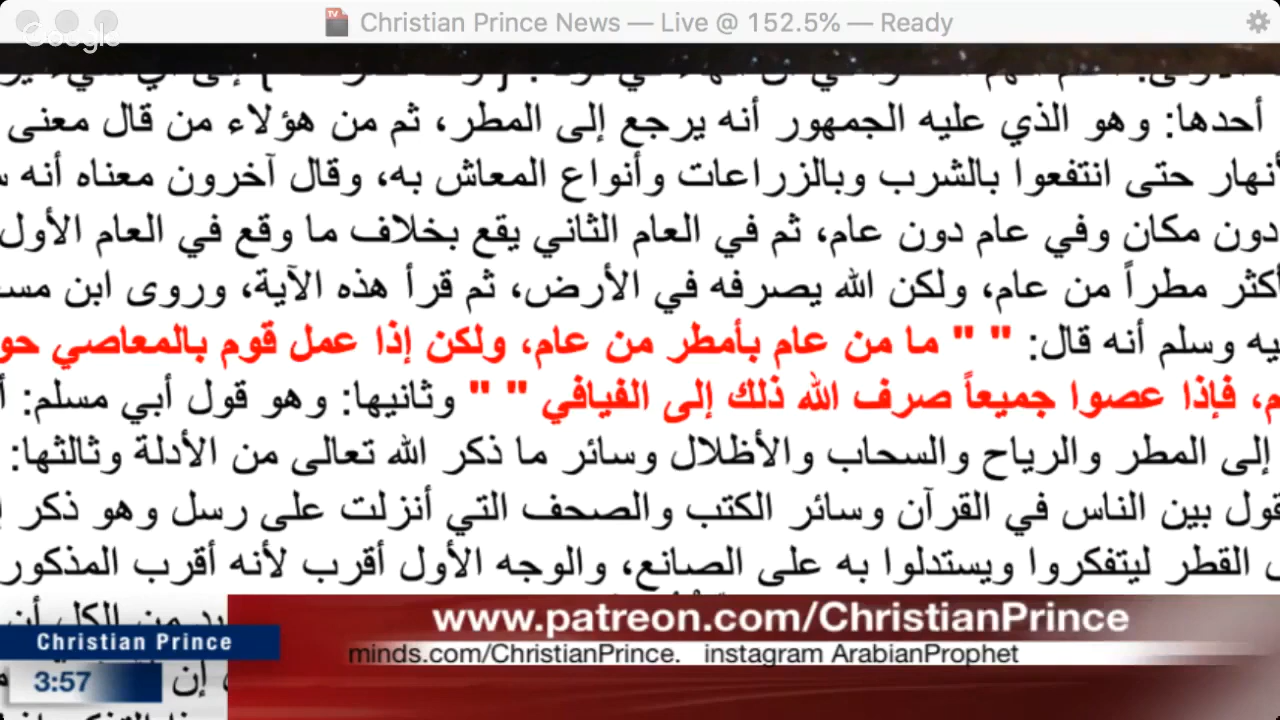 Christian Prince News — Live @ 152.5% — Ready
Google
أحدها: وهو الذي عليه الجمهور أنه يرجع إلى المطر، ثم من هؤلاء من قال معنى
أنهار حتى انتفعوا بالشرب وبالزراعات وأنواع المعاش به، وقال آخرون معناه أنه
دون مكان وفي عام دون عام، ثم في العام الثاني يقع بخلاف ما وقع في العام الأول
أكثر مطراً من عام، ولكن الله يصرفه في الأرض، ثم قرأ هذه الآية، وروى ابن مس
يه وسلم أنه قال: " " ما من عام بأمطر من عام، ولكن إذا عمل قوم بالمعاصي حو
م، فإذا عصوا جميعاً صرف الله ذلك إلى الفيافي " " وثانيها: وهو قول أبي مسلم:
إلى المطر والرياح والسحاب والأظلال وسائر ما ذكر الله تعالى من الأدلة وثالثها:
قول بين الناس في القرآن وسائر الكتب والصحف التي أنزلت على رسل وهو ذكر
القطر ليتفكروا ويستدلوا به على الصانع، والوجه الأول أقرب لأنه أقرب المذكور
من الكل أن
إن
www.patreon.com/ChristianPrince
Christian Prince
minds.com/ChristianPrince. instagram ArabianProphet
3:57